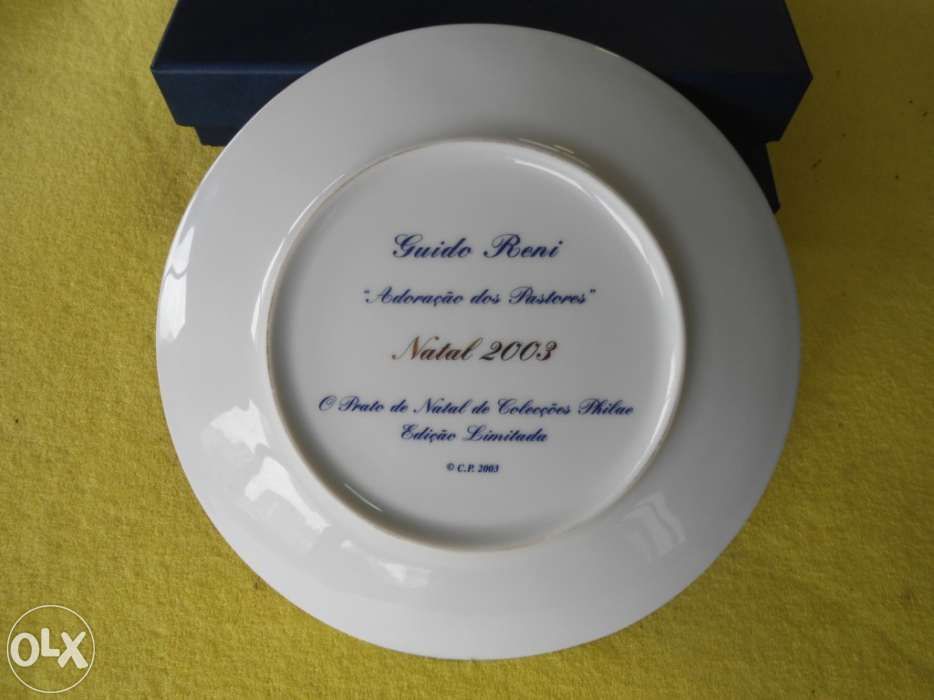 Guido Reni
"Adoração dos Pastores"
Natal 2003
O Prato de Natal de Colecções Philae
Edição Limitada
© C.P. 2003
OLX